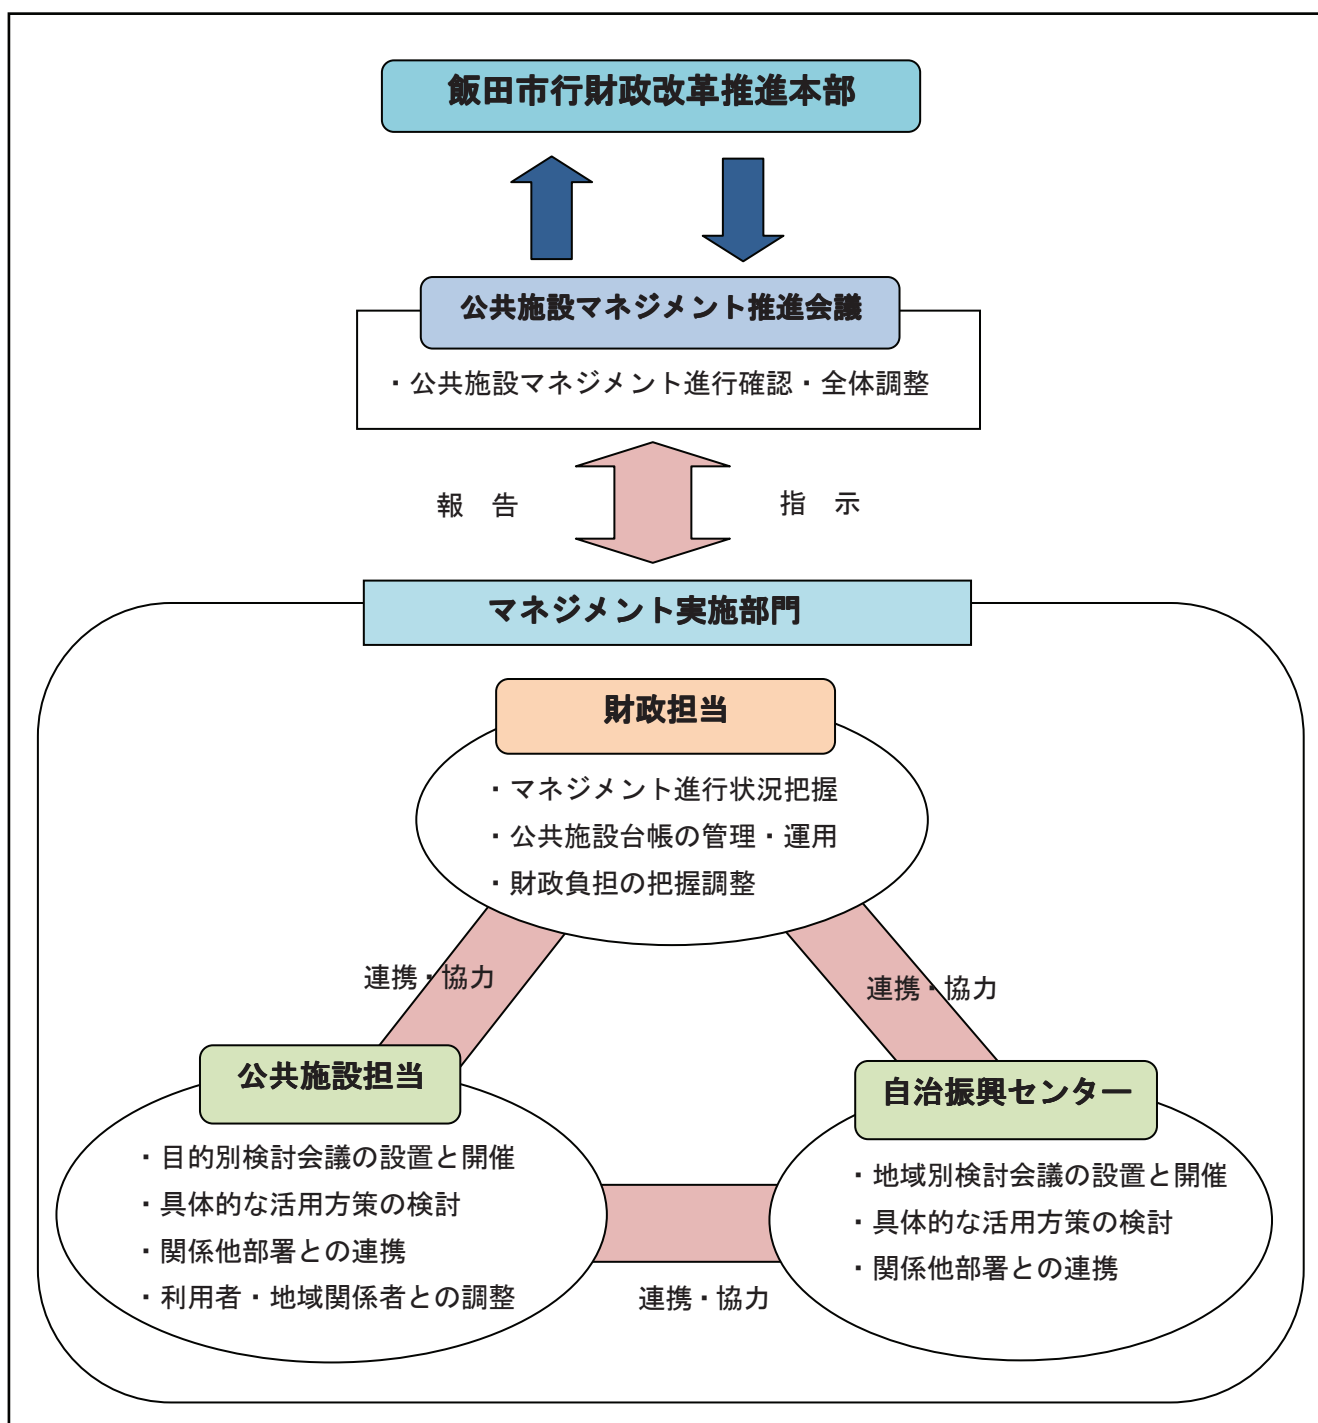 飯田市行財政改革推進本部
公共施設マネジメント推進会議
・公共施設マネジメント進行確認・全体調整
報　告
指　示
マネジメント実施部門
財政担当
・マネジメント進行状況把握
・公共施設台帳の管理・運用
・財政負担の把握調整
連携・協力
連携・協力
公共施設担当
・目的別検討会議の設置と開催
・具体的な活用方策の検討
・関係他部署との連携
・利用者・地域関係者との調整
自治振興センター
・地域別検討会議の設置と開催
・具体的な活用方策の検討
・関係他部署との連携
連携・協力